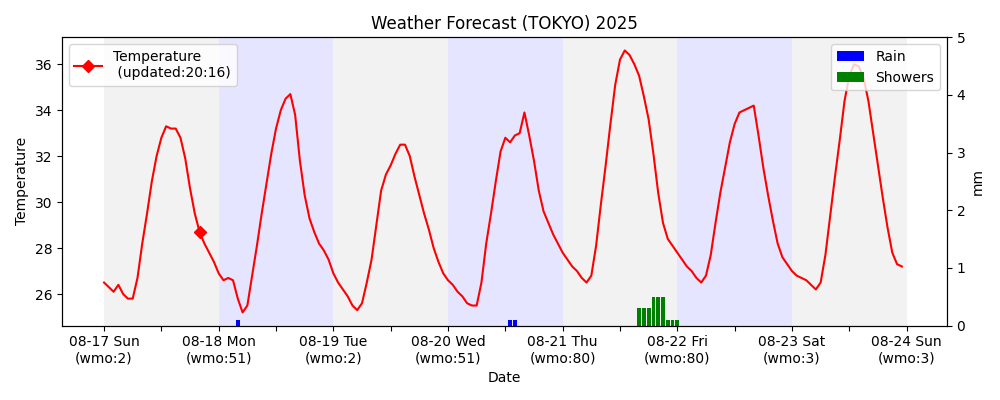 Weather Forecast (TOKYO) 2025
Temperature
(updated:20:16)
Rain
Showers
36
34
32
30
28
26
Temperature
5
4
3
2
1
0
mm
08-17 Sun
(wmo:2)
08-18 Mon
(wmo:51)
08-19 Tue
(wmo:2)
08-20 Wed
(wmo:51)
08-21 Thu
(wmo:80)
08-22 Fri
(wmo:80)
08-23 Sat
(wmo:3)
08-24 Sun
(wmo:3)
Date